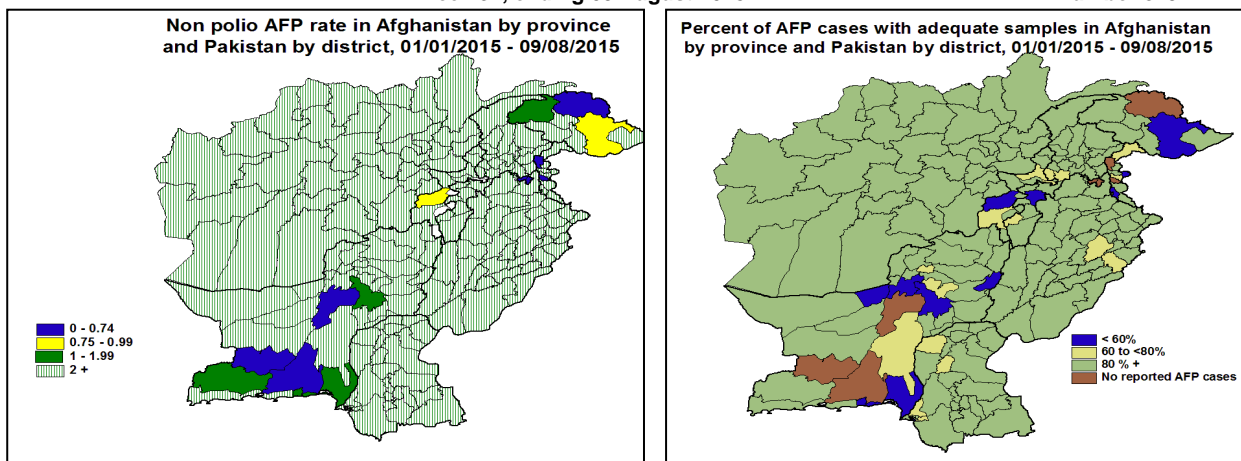 Non polio AFP rate in Afghanistan by province
and Pakistan by district, 01/01/2015 - 09/08/2015
0 - 0.74
0.75 - 0.99
1 - 1.99
2 +
Percent of AFP cases with adequate samples in Afghanistan
by province and Pakistan by district, 01/01/2015 - 09/08/2015
< 60%
60 to <80%
80 % +
No reported AFP cases